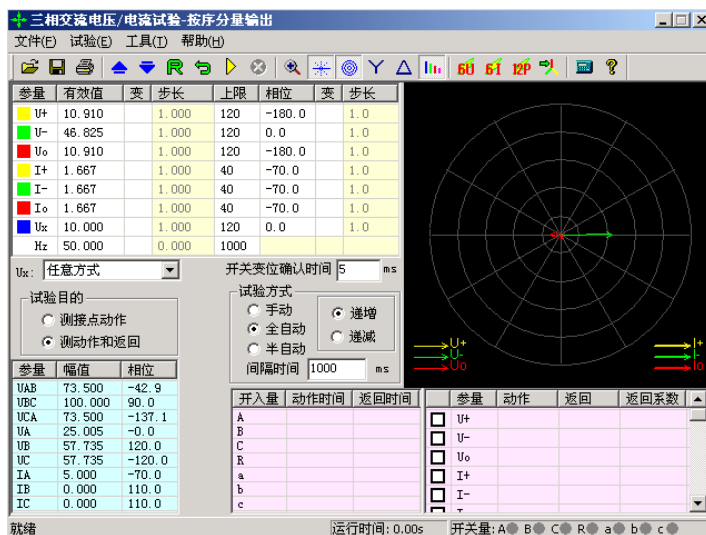 三相交流电压/电流试验-按序分量输出
文件(F) 试验(E) 工具(T) 帮助(H)
R 6U 6I 12P
参量 有效值 变 步长 上限 相位 变 步长
U+ 10.910 1.000 120 -180.0 1.0
U- 46.825 1.000 120 0.0 1.0
Uo 10.910 1.000 120 -180.0 1.0
I+ 1.667 1.000 40 -70.0 1.0
I- 1.667 1.000 40 -70.0 1.0
Io 1.667 1.000 40 -70.0 1.0
Ux 10.000 1.000 120 0.0 1.0
Hz 50.000 0.000 1000
Ux: 任意方式 开关变位确认时间 5 ms
试验目的
测接点动作
测动作和返回
试验方式
手动
全自动
半自动
递增
递减
间隔时间 1000 ms
U+
U-
Uo
I+
I-
Io
参量 幅值 相位
UAB 73.500 -42.9
UBC 100.000 90.0
UCA 73.500 -137.1
UA 25.005 -0.0
UB 57.735 120.0
UC 57.735 -120.0
IA 5.000 -70.0
IB 0.000 110.0
IC 0.000 110.0
开入量 动作时间 返回时间
A
B
C
R
a
b
c
参量 动作 返回 返回系数
U+
U-
Uo
I+
I-
就绪 运行时间: 0.00s 开关量: A B C R a b c